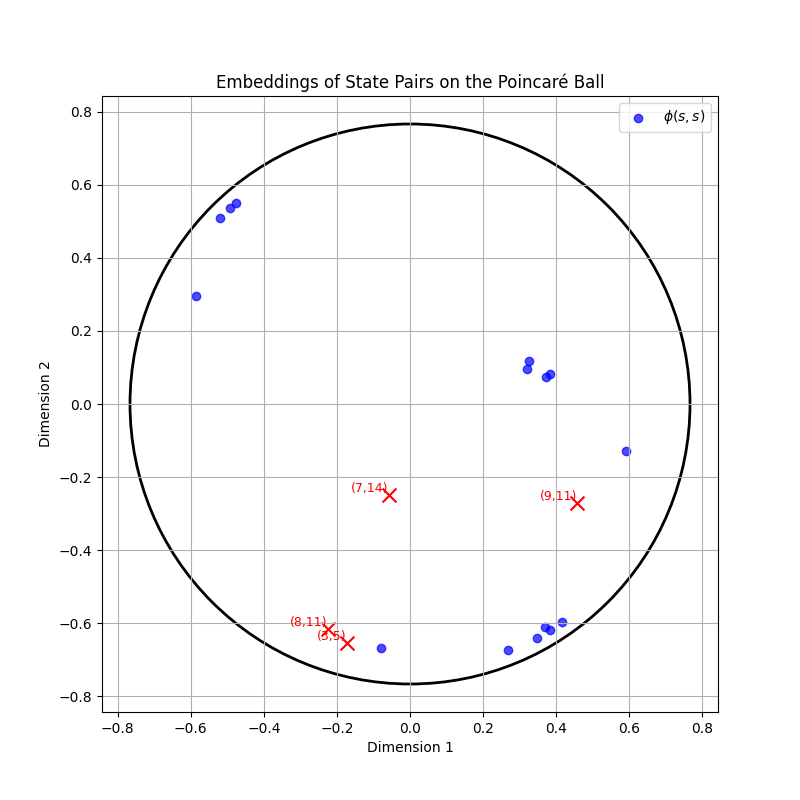 Embeddings of State Pairs on the Poincaré Ball
ϕ(s, s)
0.8
0.6
0.4
0.2
0.0
−0.2
−0.4
−0.6
−0.8
Dimension 2
(7,14)
(9,11)
(8,11)
−0.8 −0.6 −0.4 −0.2 0.0 0.2 0.4 0.6 0.8
Dimension 1